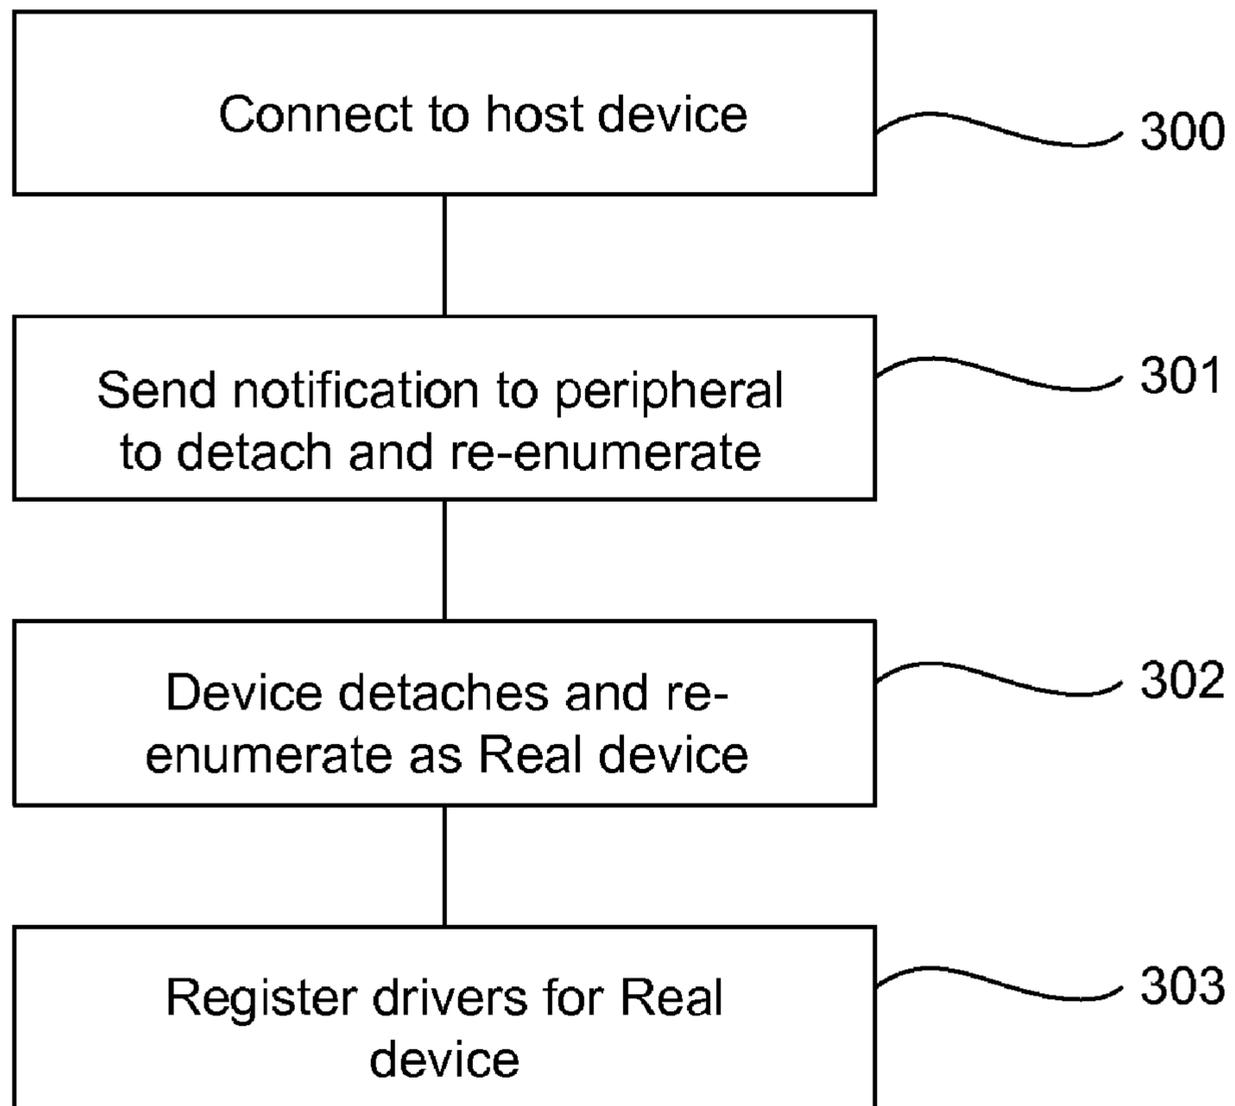 Connect to host device
300
Send notification to peripheral
to detach and re-enumerate
301
Device detaches and re-
enumerate as Real device
302
Register drivers for Real
device
303